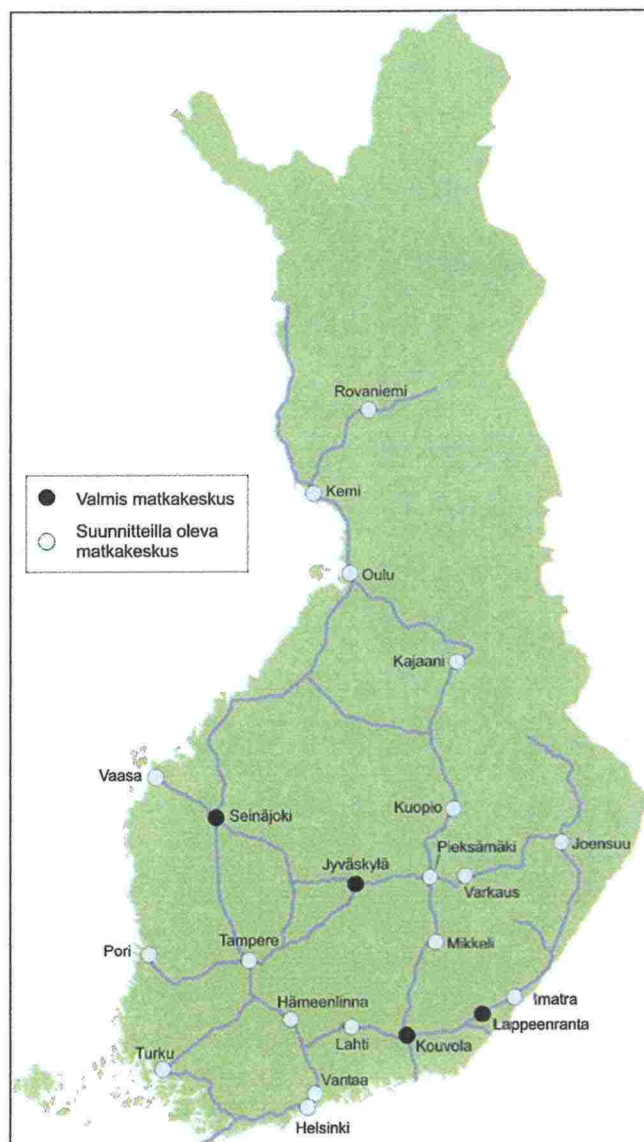 Rovaniemi
Kemi
Valmis matkakeskus
Suunnitteilla oleva
matkakeskus
Oulu
Kajaani
Vaasa
Seinäjoki
Kuopio
Pieksämäki
Joensuu
Jyväskylä
Varkaus
Pori
Tampere
Mikkeli
Hämeenlinna
Imatra
Lappeenranta
Lahti
Kouvola
Turku
Vantaa
Helsinki